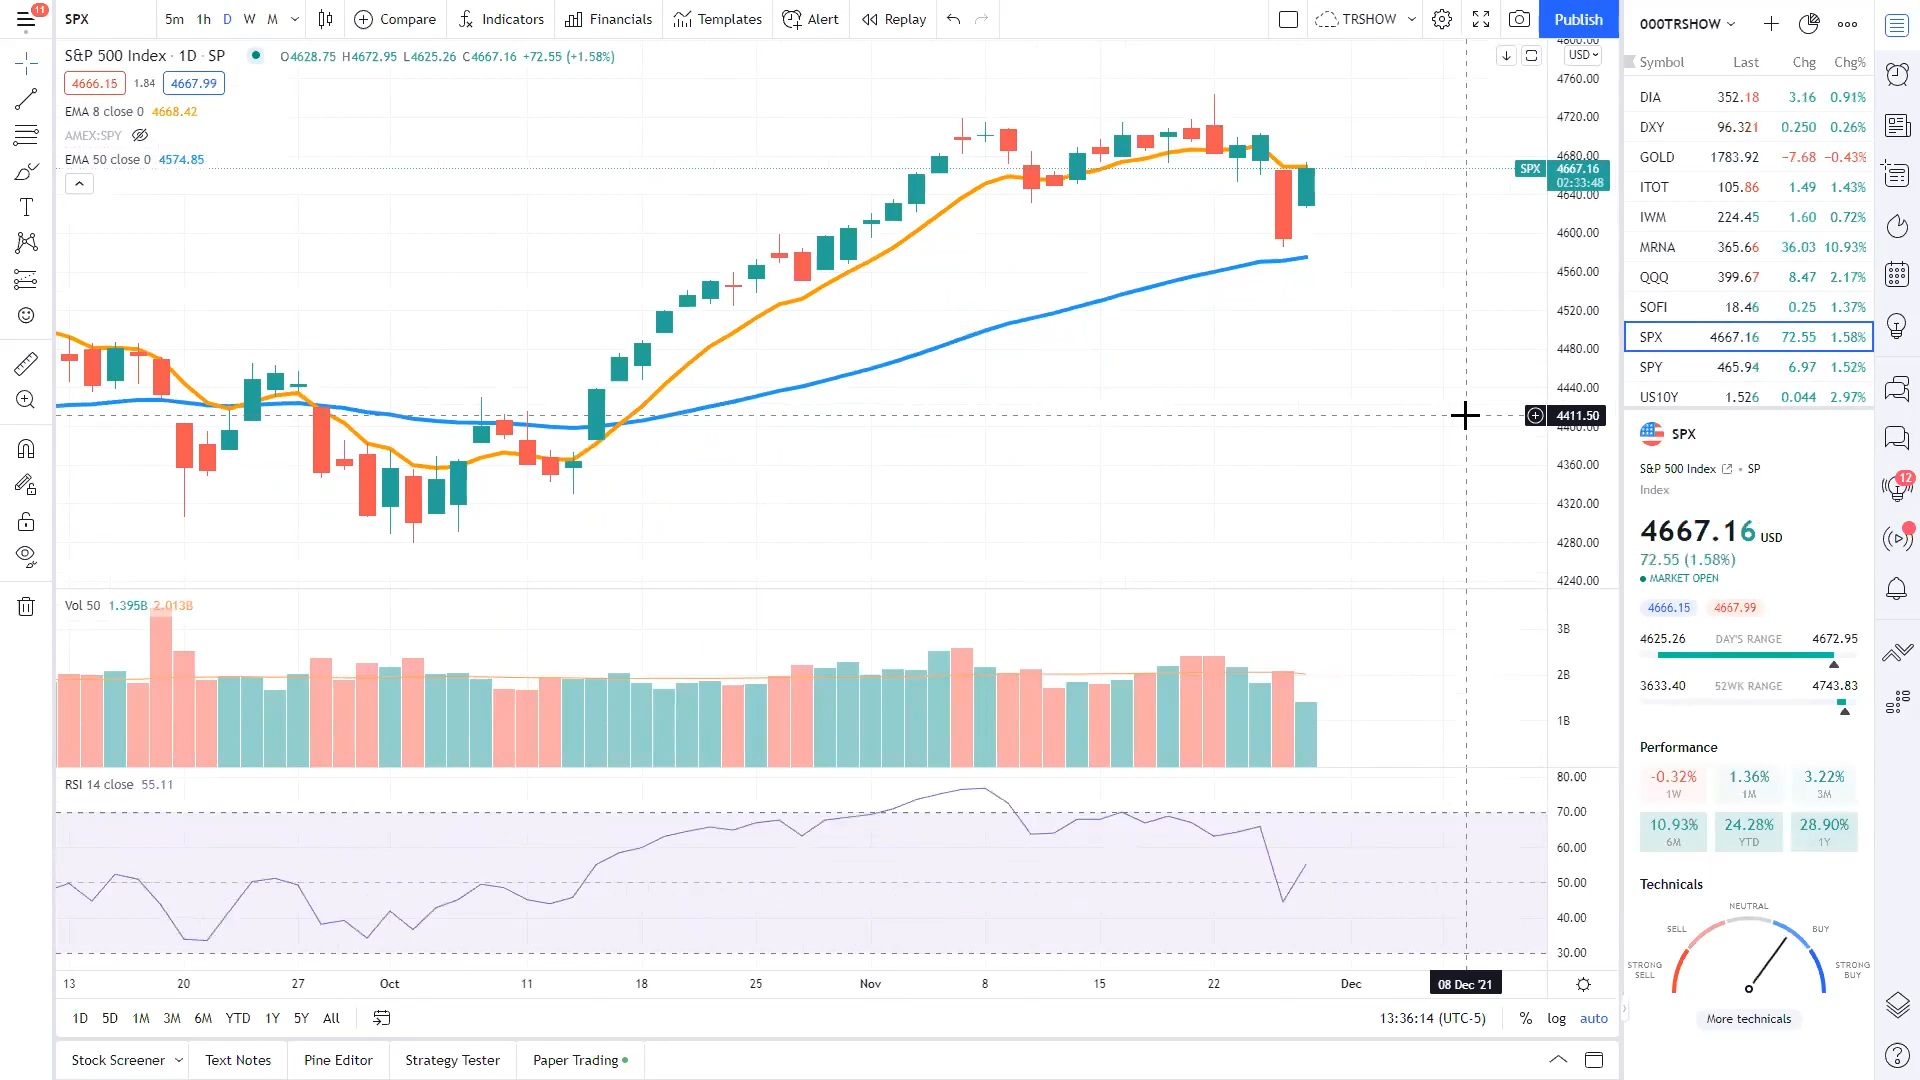 11
SPX
5m 1h D W M
Compare
Indicators
Financials
Templates
Alert
Replay
TRSHOW
Publish
S&P 500 Index · 1D · SP
O4628.75 H4672.95 L4625.26 C4667.16 +72.55 (+1.58%)
4666.15 1.84 4667.99
EMA 8 close 0 4668.42
AMEX:SPY
EMA 50 close 0 4574.85
USD
4800.00
4760.00
4720.00
4680.00
SPX 4667.16
02:33:48
4640.00
4600.00
4560.00
4520.00
4480.00
4440.00
4411.50
4400.00
4360.00
4320.00
4280.00
4240.00
Vol 50 1.395B 2.013B
3B
2B
1B
RSI 14 close 55.11
80.00
70.00
60.00
50.00
40.00
30.00
13 20 27 Oct 11 18 25 Nov 8 15 22 Dec 08 Dec '21
1D 5D 1M 3M 6M YTD 1Y 5Y All
13:36:14 (UTC-5) % log auto
Stock Screener Text Notes Pine Editor Strategy Tester Paper Trading
000TRSHOW
Symbol Last Chg Chg%
DIA 352.18 3.16 0.91%
DXY 96.321 0.250 0.26%
GOLD 1783.92 −7.68 −0.43%
ITOT 105.86 1.49 1.43%
IWM 224.45 1.60 0.72%
MRNA 365.66 36.03 10.93%
QQQ 399.67 8.47 2.17%
SOFI 18.46 0.25 1.37%
SPX 4667.16 72.55 1.58%
SPY 465.94 6.97 1.52%
US10Y 1.526 0.044 2.97%
SPX
S&P 500 Index • SP
Index
4667.16 USD
72.55 (1.58%)
MARKET OPEN
4666.15 4667.99
4625.26 DAY'S RANGE 4672.95
3633.40 52WK RANGE 4743.83
Performance
-0.32% 1.36% 3.22%
1W 1M 3M
10.93% 24.28% 28.90%
6M YTD 1Y
Technicals
NEUTRAL
SELL BUY
STRONG SELL
STRONG BUY
More technicals
12